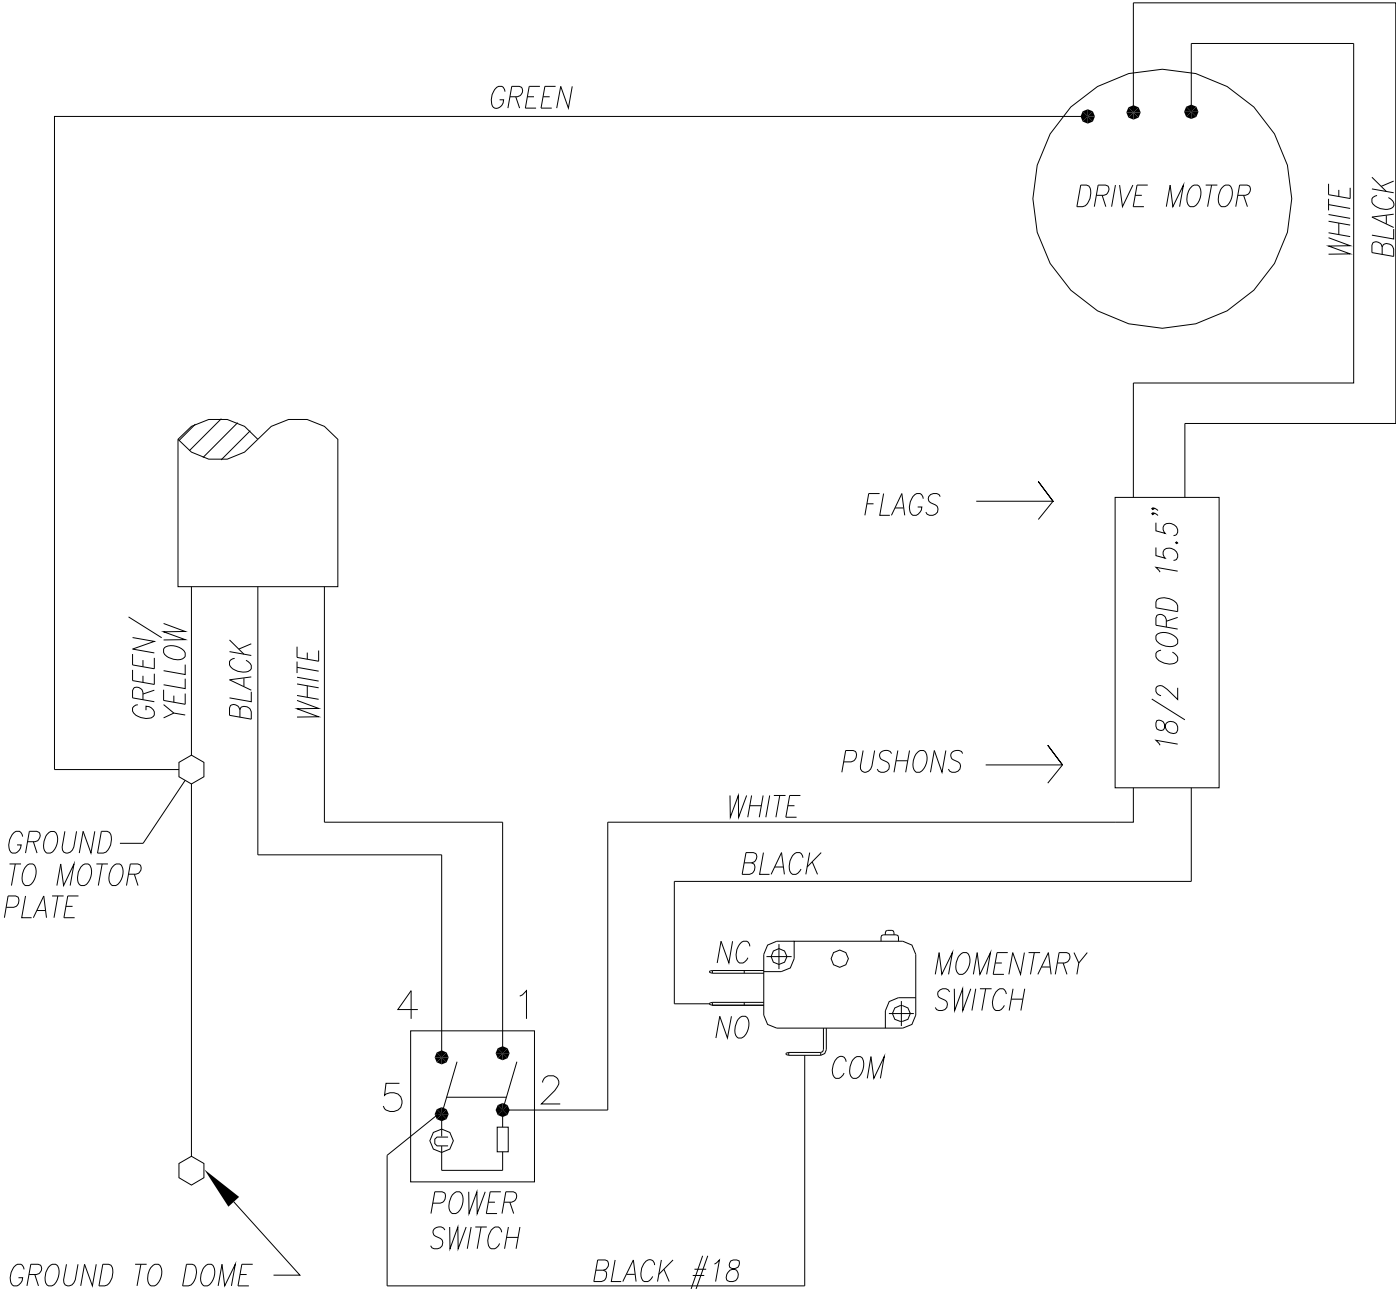 GREEN
DRIVE MOTOR
WHITE
BLACK
FLAGS
18/2 CORD 15.5"
GREEN/
YELLOW
BLACK
WHITE
PUSHONS
WHITE
GROUND
TO MOTOR
PLATE
BLACK
NC
MOMENTARY
SWITCH
NO
COM
4
1
5
2
POWER
SWITCH
GROUND TO DOME
BLACK #18